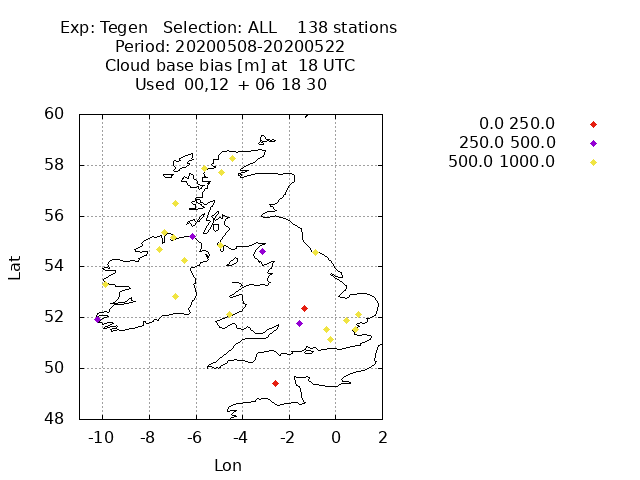 Exp: Tegen   Selection: ALL    138 stations
Period: 20200508-20200522
Cloud base bias [m] at  18 UTC
Used  00,12  + 06 18 30
0.0 250.0
250.0 500.0
500.0 1000.0
60
58
56
54
52
50
48
Lat
-10 -8 -6 -4 -2 0 2
Lon